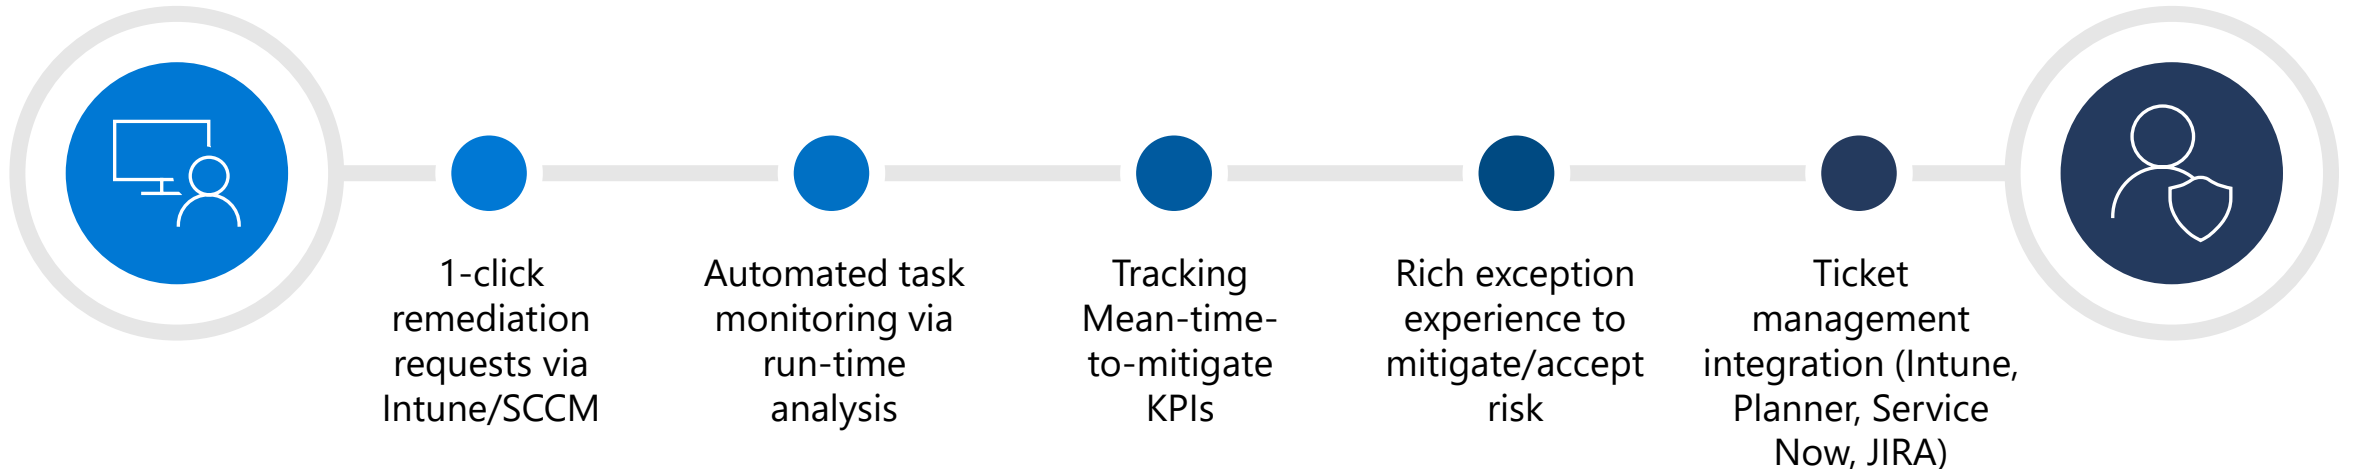 1-click
remediation
requests via
Intune/SCCM
Automated task
monitoring via
run-time
analysis
Tracking
Mean-time-
to-mitigate
KPIs
Rich exception
experience to
mitigate/accept
risk
Ticket
management
integration (Intune,
Planner, Service
Now, JIRA)